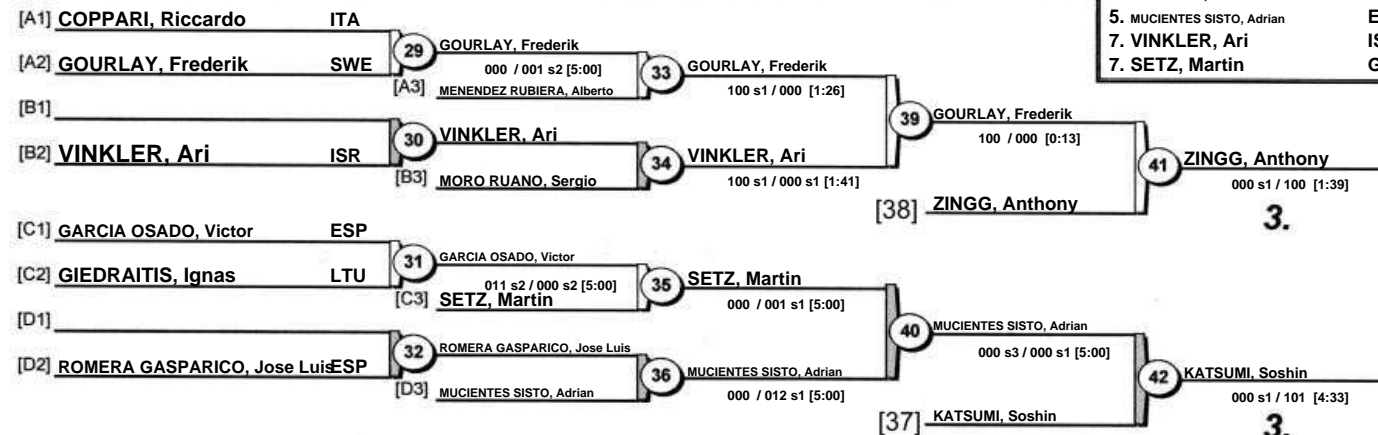 5. MUCIENTES SISTO, Adrian E
7. VINKLER, Ari IS
7. SETZ, Martin G
[A1] COPPARI, Riccardo ITA
[A2] GOURLAY, Frederik SWE
29
GOURLAY, Frederik
000 / 001 s2 [5:00]
[A3] MENENDEZ RUBIERA, Alberto
33
GOURLAY, Frederik
100 s1 / 000 [1:26]
[B1]
[B2] VINKLER, Ari ISR
30
VINKLER, Ari
[B3] MORO RUANO, Sergio
34
VINKLER, Ari
100 s1 / 000 s1 [1:41]
39
GOURLAY, Frederik
100 / 000 [0:13]
[38] ZINGG, Anthony
41
ZINGG, Anthony
000 s1 / 100 [1:39]
3.
[C1] GARCIA OSADO, Victor ESP
[C2] GIEDRAITIS, Ignas LTU
31
GARCIA OSADO, Victor
011 s2 / 000 s2 [5:00]
[C3] SETZ, Martin
35
SETZ, Martin
000 / 001 s1 [5:00]
[D1]
[D2] ROMERA GASPARICO, Jose Luis ESP
32
ROMERA GASPARICO, Jose Luis
[D3] MUCIENTES SISTO, Adrian
36
MUCIENTES SISTO, Adrian
000 / 012 s1 [5:00]
40
MUCIENTES SISTO, Adrian
000 s3 / 000 s1 [5:00]
[37] KATSUMI, Soshin
42
KATSUMI, Soshin
000 s1 / 101 [4:33]
3.